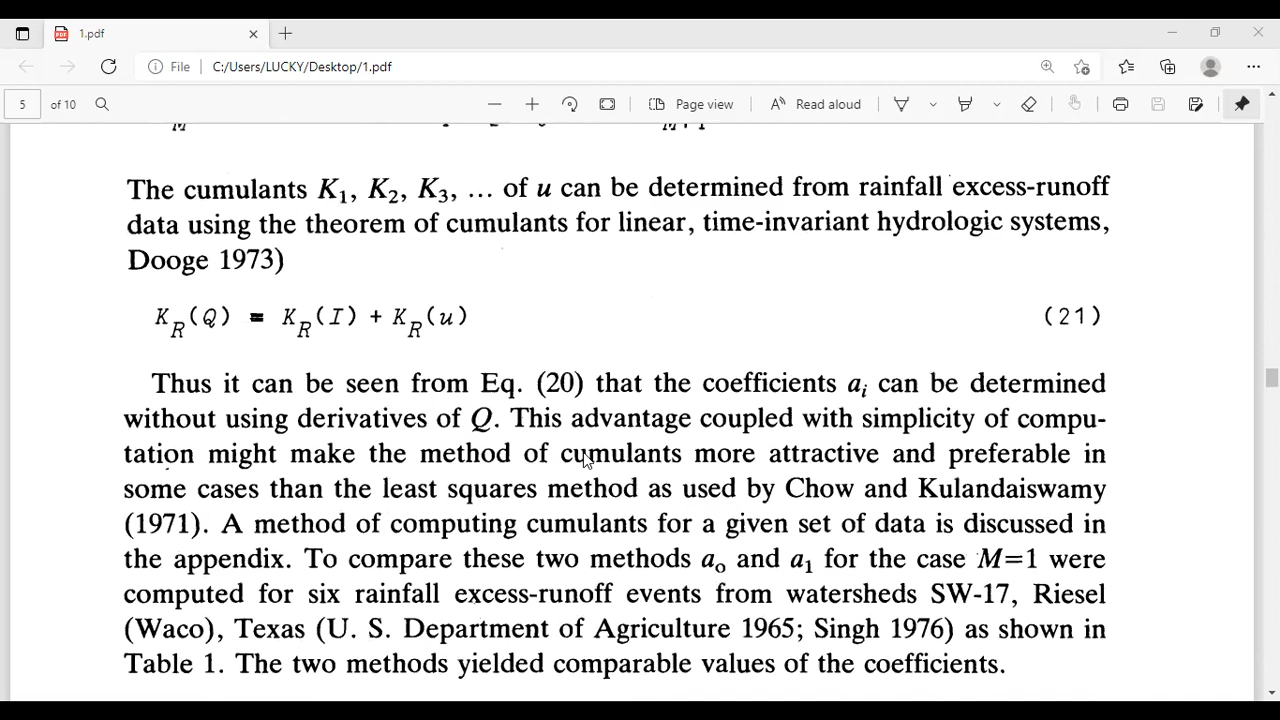 1.pdf
File C:/Users/LUCKY/Desktop/1.pdf
5 of 10 Page view Read aloud
The cumulants K1, K2, K3, ... of u can be determined from rainfall excess-runoff
data using the theorem of cumulants for linear, time-invariant hydrologic systems,
Dooge 1973)
K_R(Q) = K_R(I) + K_R(u) (21)
Thus it can be seen from Eq. (20) that the coefficients a_i can be determined
without using derivatives of Q. This advantage coupled with simplicity of compu-
tation might make the method of cumulants more attractive and preferable in
some cases than the least squares method as used by Chow and Kulandaiswamy
(1971). A method of computing cumulants for a given set of data is discussed in
the appendix. To compare these two methods a_o and a_1 for the case M=1 were
computed for six rainfall excess-runoff events from watersheds SW-17, Riesel
(Waco), Texas (U. S. Department of Agriculture 1965; Singh 1976) as shown in
Table 1. The two methods yielded comparable values of the coefficients.